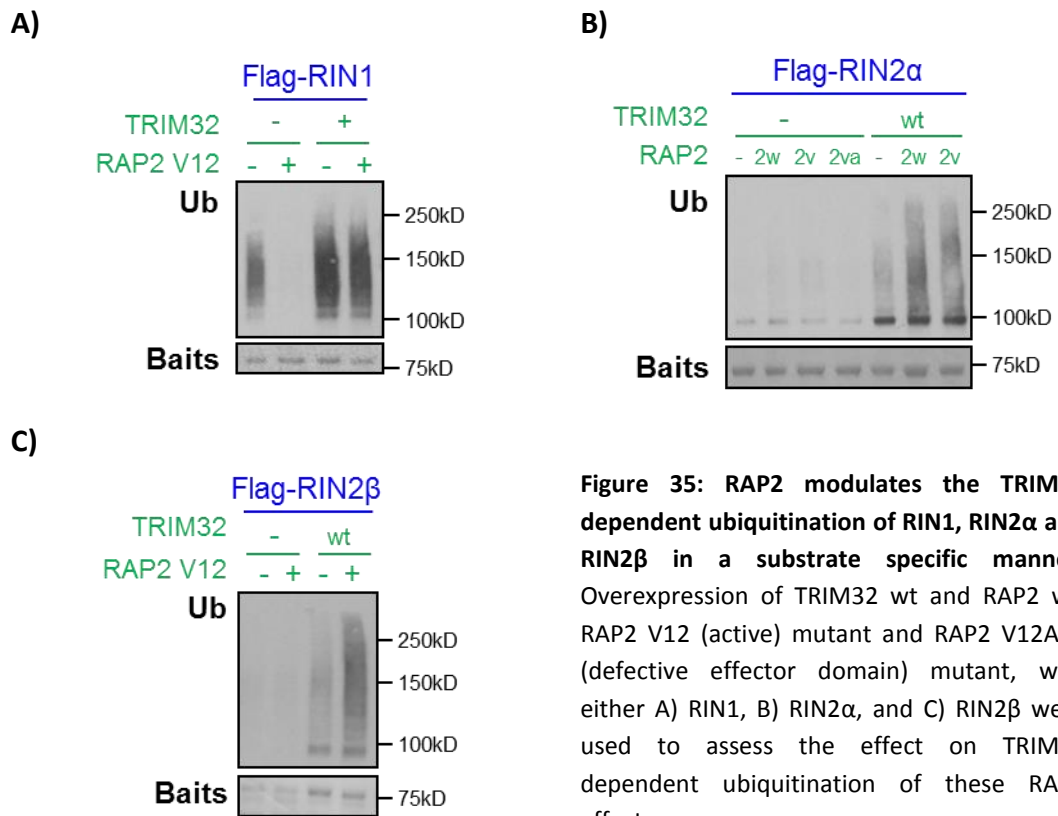 A)
Flag-RIN1
TRIM32 - +
RAP2 V12 - + - +
Ub
250kD
150kD
100kD
Baits
75kD
B)
Flag-RIN2α
TRIM32 - wt
RAP2 - 2w 2v 2va - 2w 2v
Ub
250kD
150kD
100kD
Baits
75kD
C)
Flag-RIN2β
TRIM32 - wt
RAP2 V12 - + - +
Ub
250kD
150kD
100kD
Baits
75kD
Figure 35: RAP2 modulates the TRIM
dependent ubiquitination of RIN1, RIN2α a
RIN2β in a substrate specific manne
Overexpression of TRIM32 wt and RAP2 w
RAP2 V12 (active) mutant and RAP2 V12A
(defective effector domain) mutant, w
either A) RIN1, B) RIN2α, and C) RIN2β we
used to assess the effect on TRIM
dependent ubiquitination of these RA